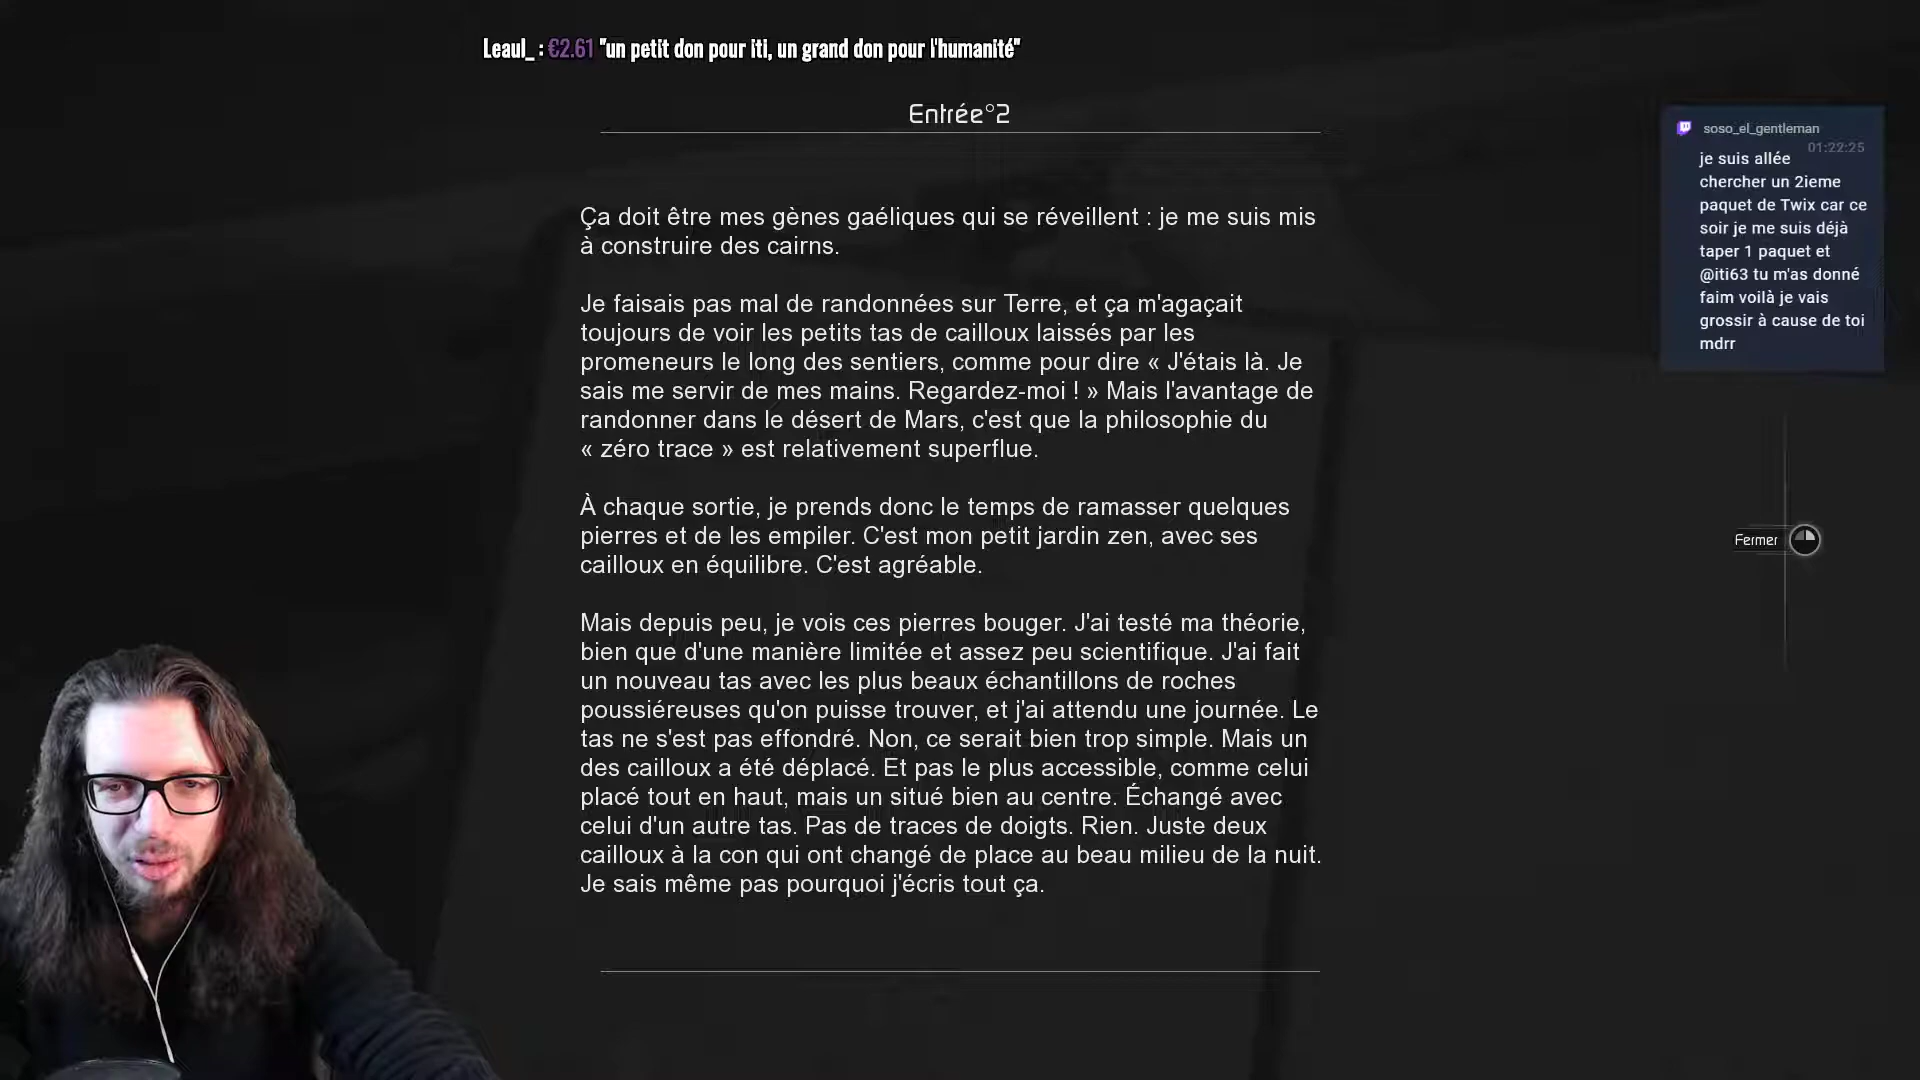 Leaul_ : €2.61 "un petit don pour iti, un grand don pour l'humanité"
Entrée°2
Ça doit être mes gènes gaéliques qui se réveillent : je me suis mis
à construire des cairns.
Je faisais pas mal de randonnées sur Terre, et ça m'agaçait
toujours de voir les petits tas de cailloux laissés par les
promeneurs le long des sentiers, comme pour dire « J'étais là. Je
sais me servir de mes mains. Regardez-moi ! » Mais l'avantage de
randonner dans le désert de Mars, c'est que la philosophie du
« zéro trace » est relativement superflue.
À chaque sortie, je prends donc le temps de ramasser quelques
pierres et de les empiler. C'est mon petit jardin zen, avec ses
cailloux en équilibre. C'est agréable.
Mais depuis peu, je vois ces pierres bouger. J'ai testé ma théorie,
bien que d'une manière limitée et assez peu scientifique. J'ai fait
un nouveau tas avec les plus beaux échantillons de roches
poussiéreuses qu'on puisse trouver, et j'ai attendu une journée. Le
tas ne s'est pas effondré. Non, ce serait bien trop simple. Mais un
des cailloux a été déplacé. Et pas le plus accessible, comme celui
placé tout en haut, mais un situé bien au centre. Échangé avec
celui d'un autre tas. Pas de traces de doigts. Rien. Juste deux
cailloux à la con qui ont changé de place au beau milieu de la nuit.
Je sais même pas pourquoi j'écris tout ça.
soso_el_gentleman
01:22:25
je suis allée
chercher un 2ieme
paquet de Twix car ce
soir je me suis déjà
taper 1 paquet et
@iti63 tu m'as donné
faim voilà je vais
grossir à cause de toi
mdrr
Fermer